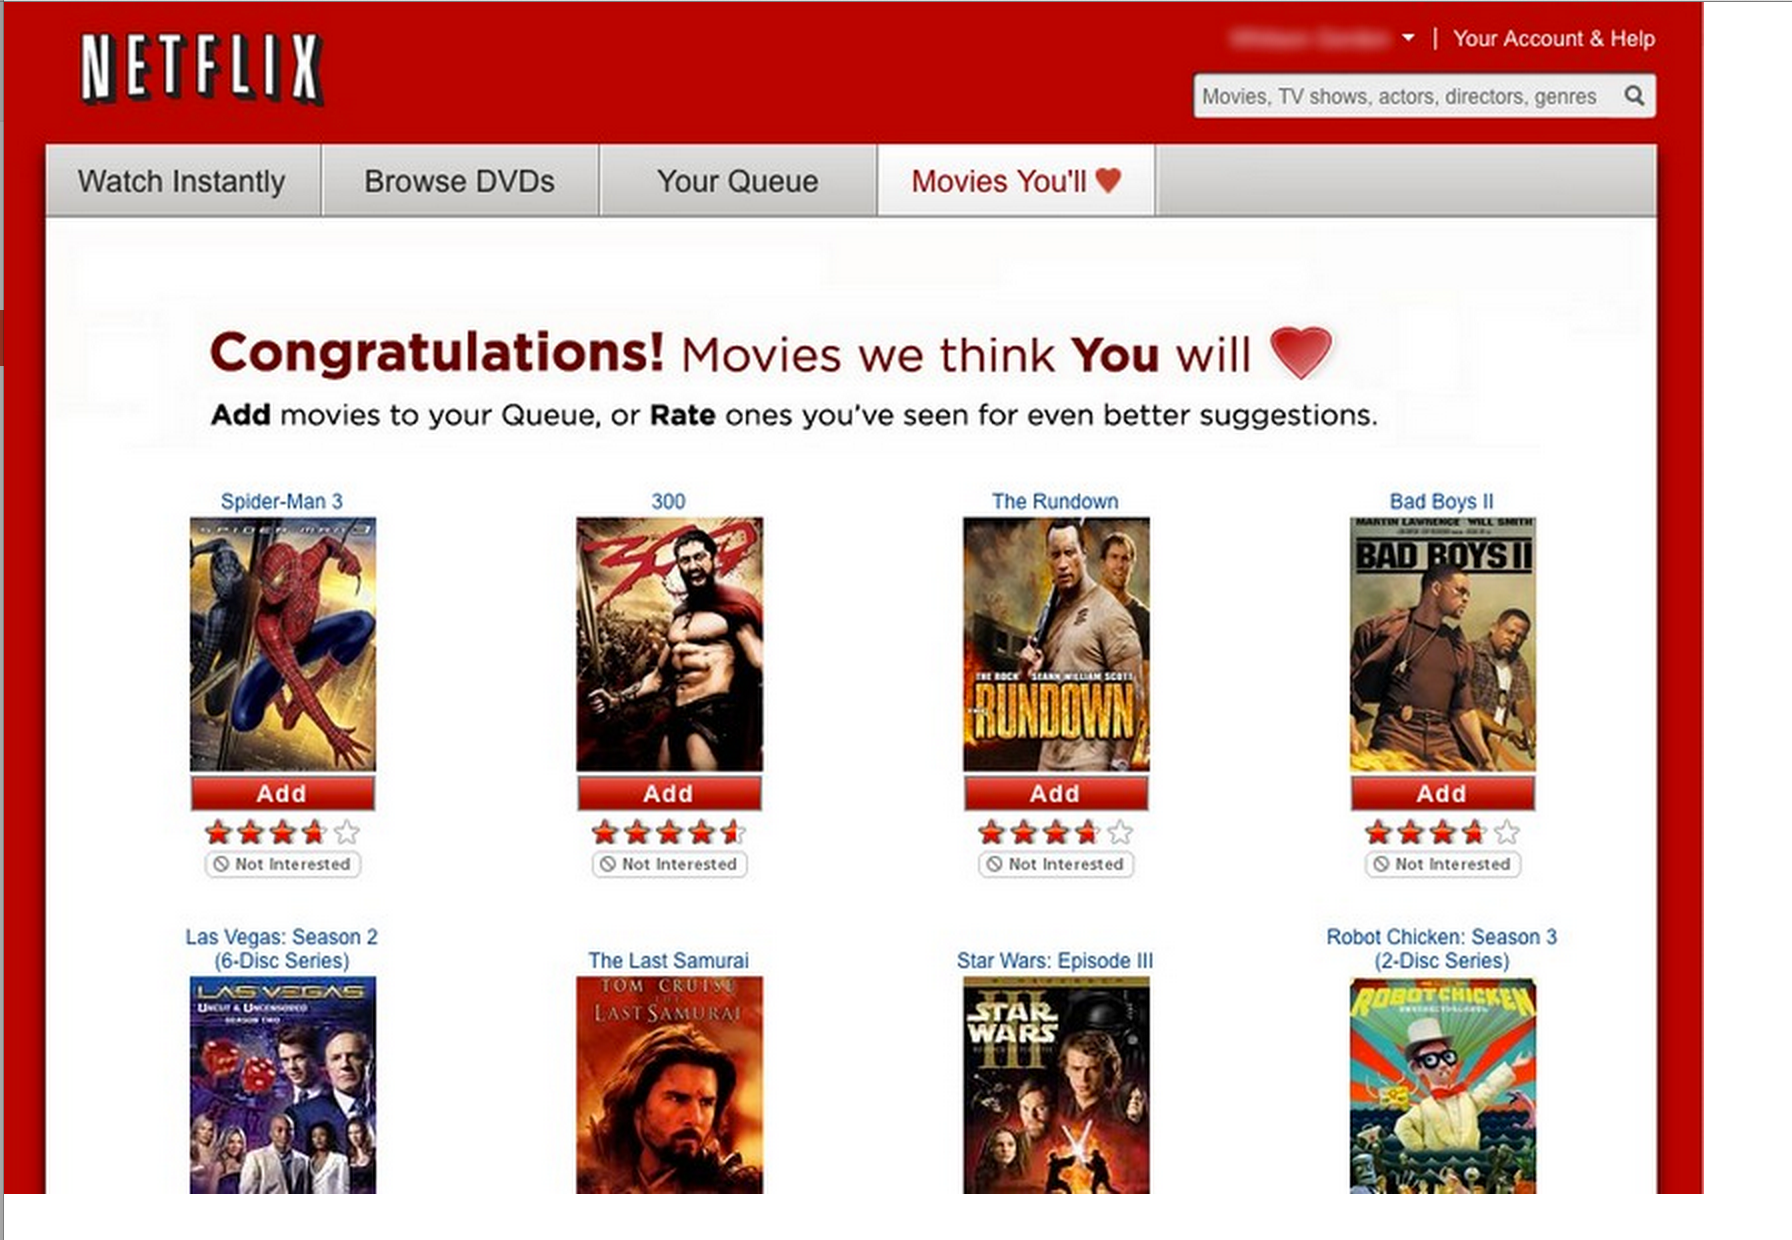 NETFLIX
Your Account & Help
Movies, TV shows, actors, directors, genres
Watch Instantly
Browse DVDs
Your Queue
Movies You'll
Congratulations! Movies we think You will
Add movies to your Queue, or Rate ones you've seen for even better suggestions.
Spider-Man 3
300
The Rundown
Bad Boys II
SPIDER-MAN 3
300
THE ROCK SEANN WILLIAM SCOTT
RUNDOWN
MARTIN LAWRENCE WILL SMITH
BAD BOYS II
Add
Add
Add
Add
Not Interested
Not Interested
Not Interested
Not Interested
Las Vegas: Season 2
(6-Disc Series)
The Last Samurai
Star Wars: Episode III
Robot Chicken: Season 3
(2-Disc Series)
LAS VEGAS
UNCUT & UNCENSORED
SEASON TWO
TOM CRUISE
LAST SAMURAI
STAR
WARS
III
ROBOT CHICKEN